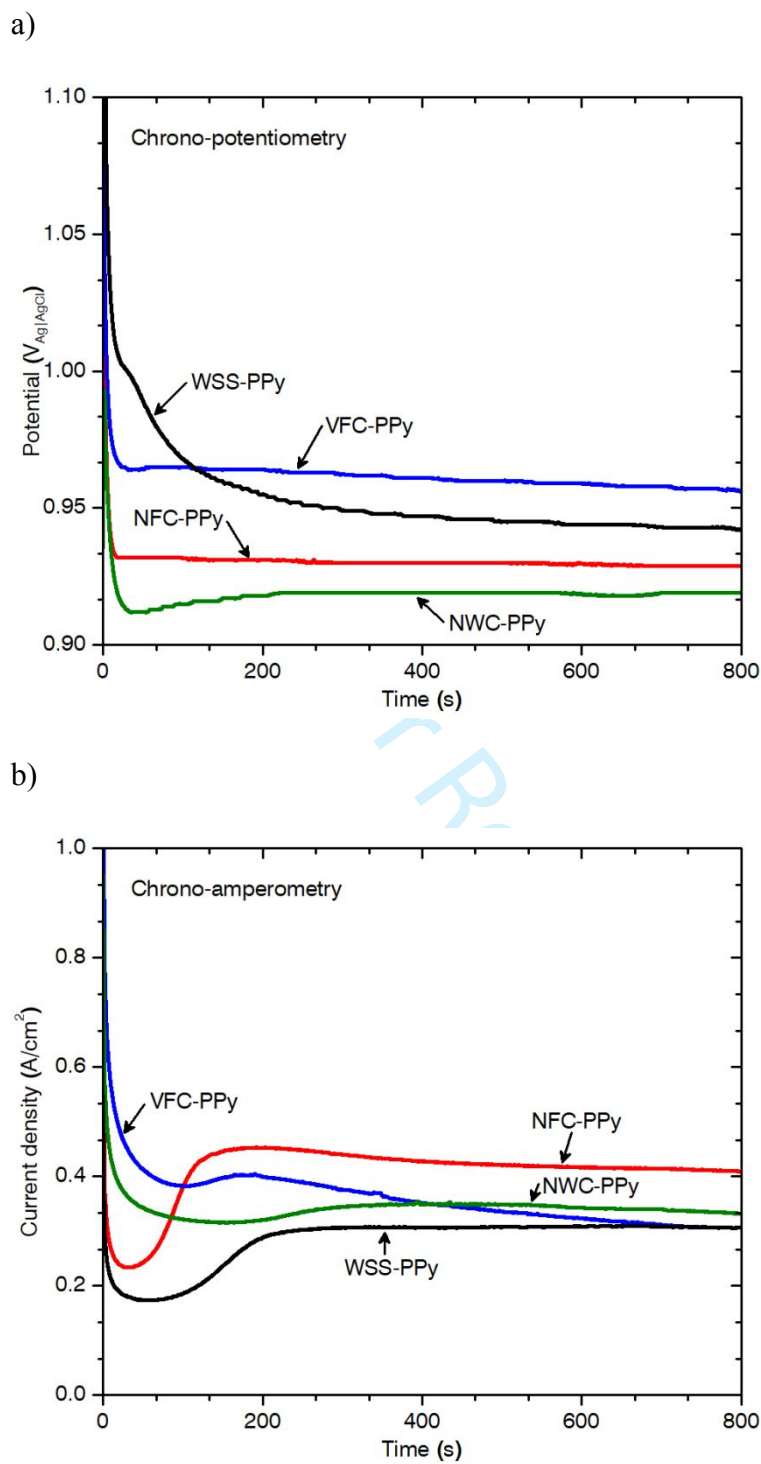 a)
1.10
Chrono-potentiometry
1.05
Potential (V Ag|AgCl)
1.00
WSS-PPy
VFC-PPy
0.95
NFC-PPy
NWC-PPy
0.90
0 200 400 600 800
Time (s)
b)
1.0
Chrono-amperometry
0.8
Current density (A/cm²)
0.6
VFC-PPy
NFC-PPy
0.4
NWC-PPy
WSS-PPy
0.2
0.0
0 200 400 600 800
Time (s)